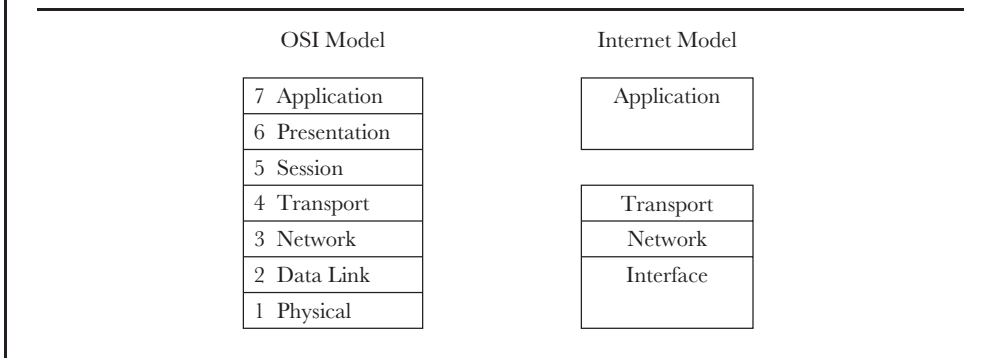 OSI Model
7 Application
6 Presentation
5 Session
4 Transport
3 Network
2 Data Link
1 Physical
Internet Model
Application
Transport
Network
Interface